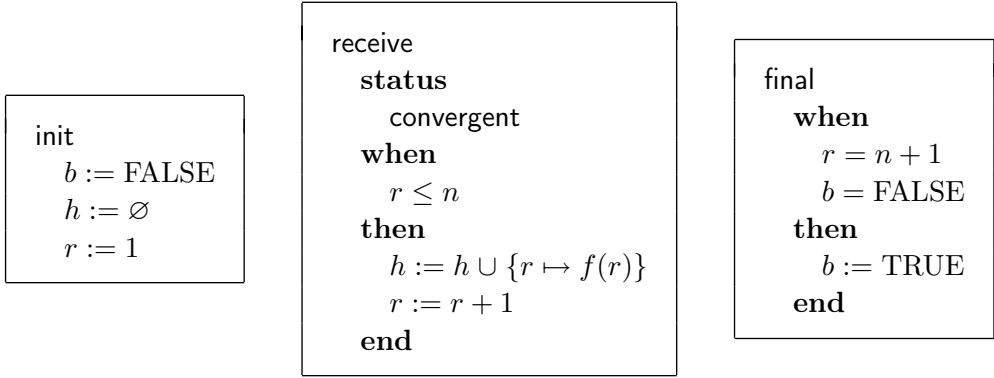 init
b := FALSE
h := ∅
r := 1
receive
status
convergent
when
r ≤ n
then
h := h ∪ {r ↦ f(r)}
r := r + 1
end
final
when
r = n + 1
b = FALSE
then
b := TRUE
end